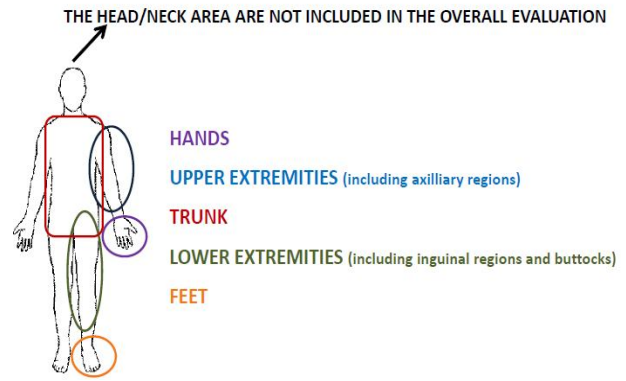 THE HEAD/NECK AREA ARE NOT INCLUDED IN THE OVERALL EVALUATION
HANDS
UPPER EXTREMITIES (including axilliary regions)
TRUNK
LOWER EXTREMITIES (including inguinal regions and buttocks)
FEET